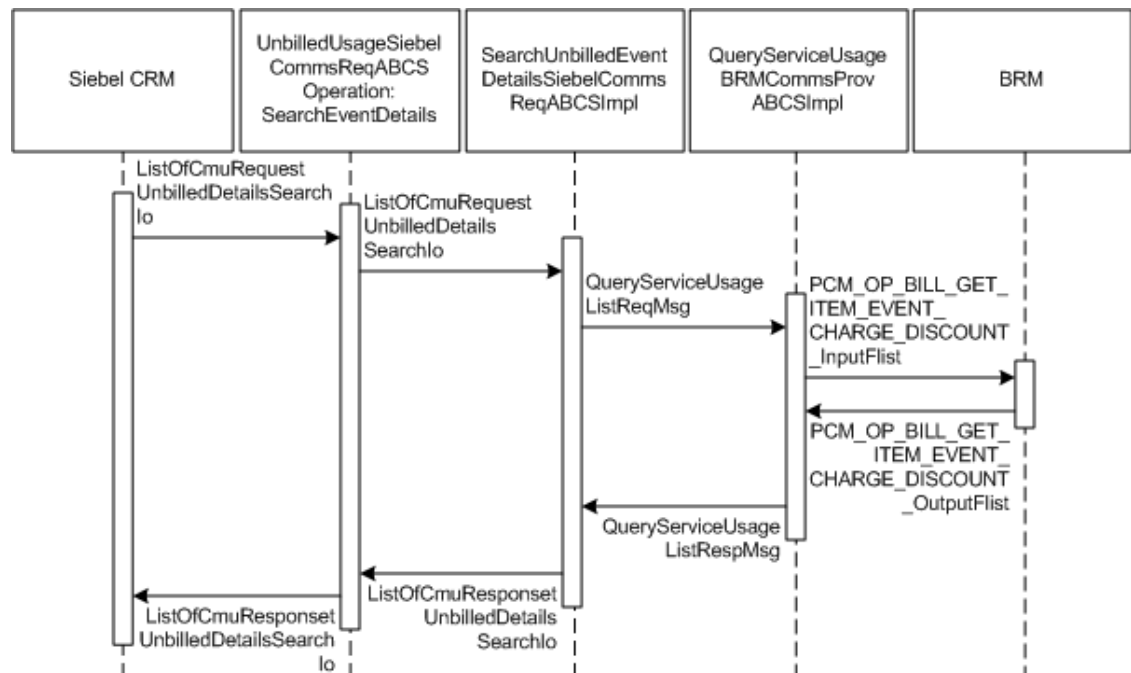 Siebel CRM
UnbilledUsageSiebel
CommsReqABCS
Operation:
SearchEventDetails
SearchUnbilledEvent
DetailsSiebelComms
ReqABCSImpl
QueryServiceUsage
BRMCommsProv
ABCSImpl
BRM
ListOfCmuRequest
UnbilledDetailsSearch
Io
ListOfCmuRequest
UnbilledDetails
SearchIo
QueryServiceUsage
ListReqMsg
PCM_OP_BILL_GET_
ITEM_EVENT_
CHARGE_DISCOUNT
_InputFlist
PCM_OP_BILL_GET_
ITEM_EVENT_
CHARGE_DISCOUNT
_OutputFlist
QueryServiceUsage
ListRespMsg
ListOfCmuResponset
UnbilledDetails
SearchIo
ListOfCmuResponset
UnbilledDetailsSearch
Io